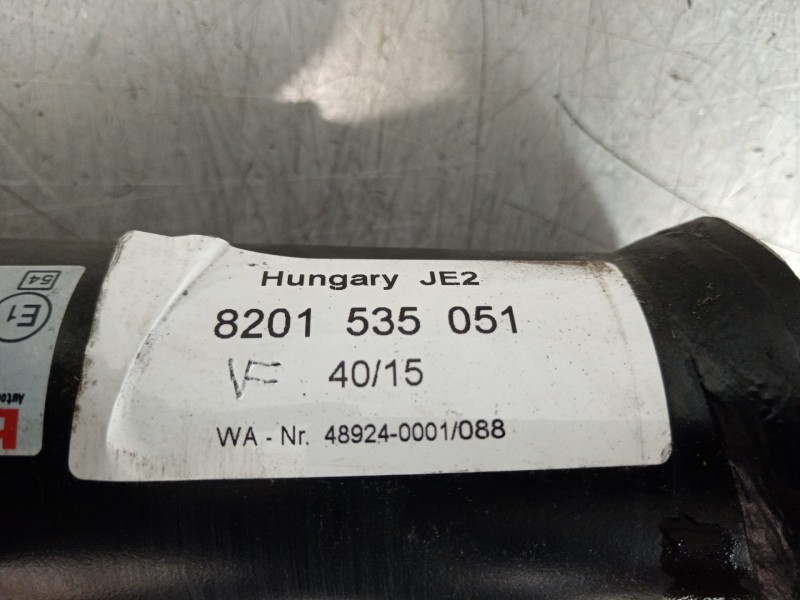 Hungary JE2
8201 535 051
VF 40/15
WA - Nr. 48924-0001/088
54
E1